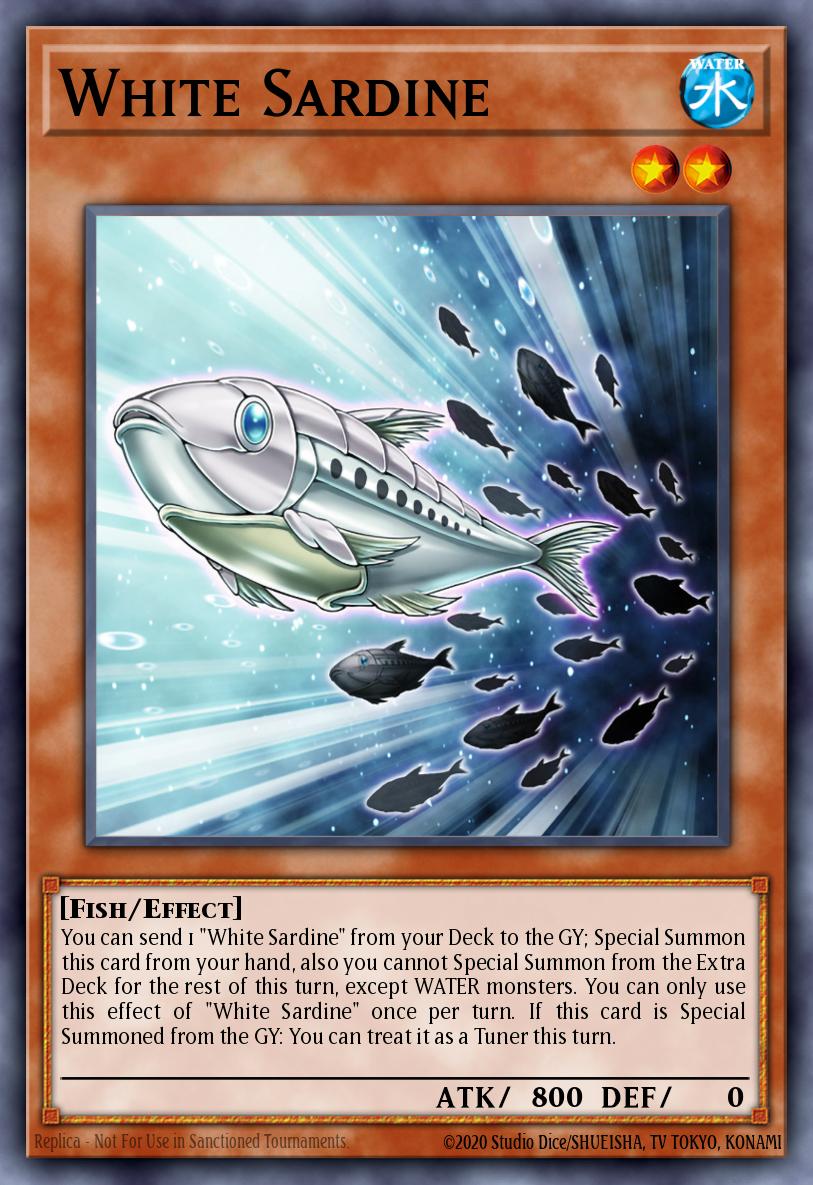 White Sardine
WATER
水
[Fish/Effect]
You can send 1 "White Sardine" from your Deck to the GY; Special Summon
this card from your hand, also you cannot Special Summon from the Extra
Deck for the rest of this turn, except WATER monsters. You can only use
this effect of "White Sardine" once per turn. If this card is Special
Summoned from the GY: You can treat it as a Tuner this turn.
ATK/ 800 DEF/ 0
Replica - Not For Use in Sanctioned Tournaments. ©2020 Studio Dice/SHUEISHA, TV TOKYO, KONAMI